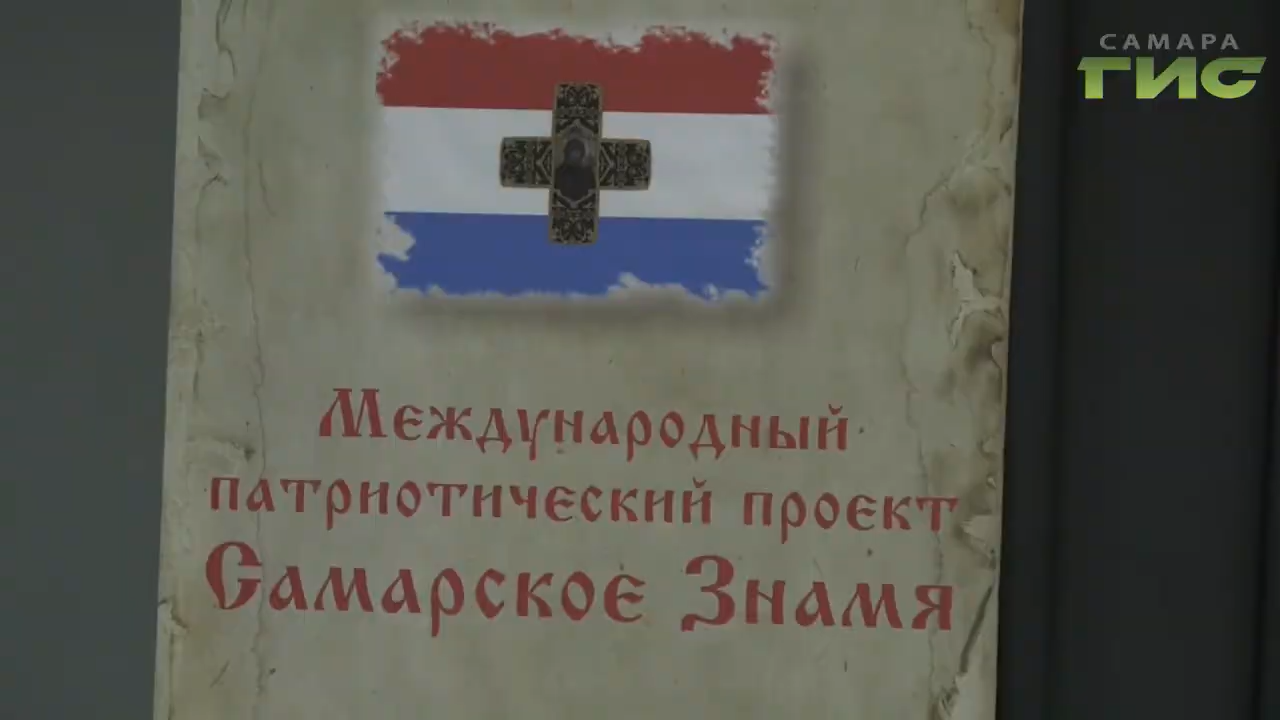 САМАРА
ГИС
Международный
патриотический проект
Самарское Знамя